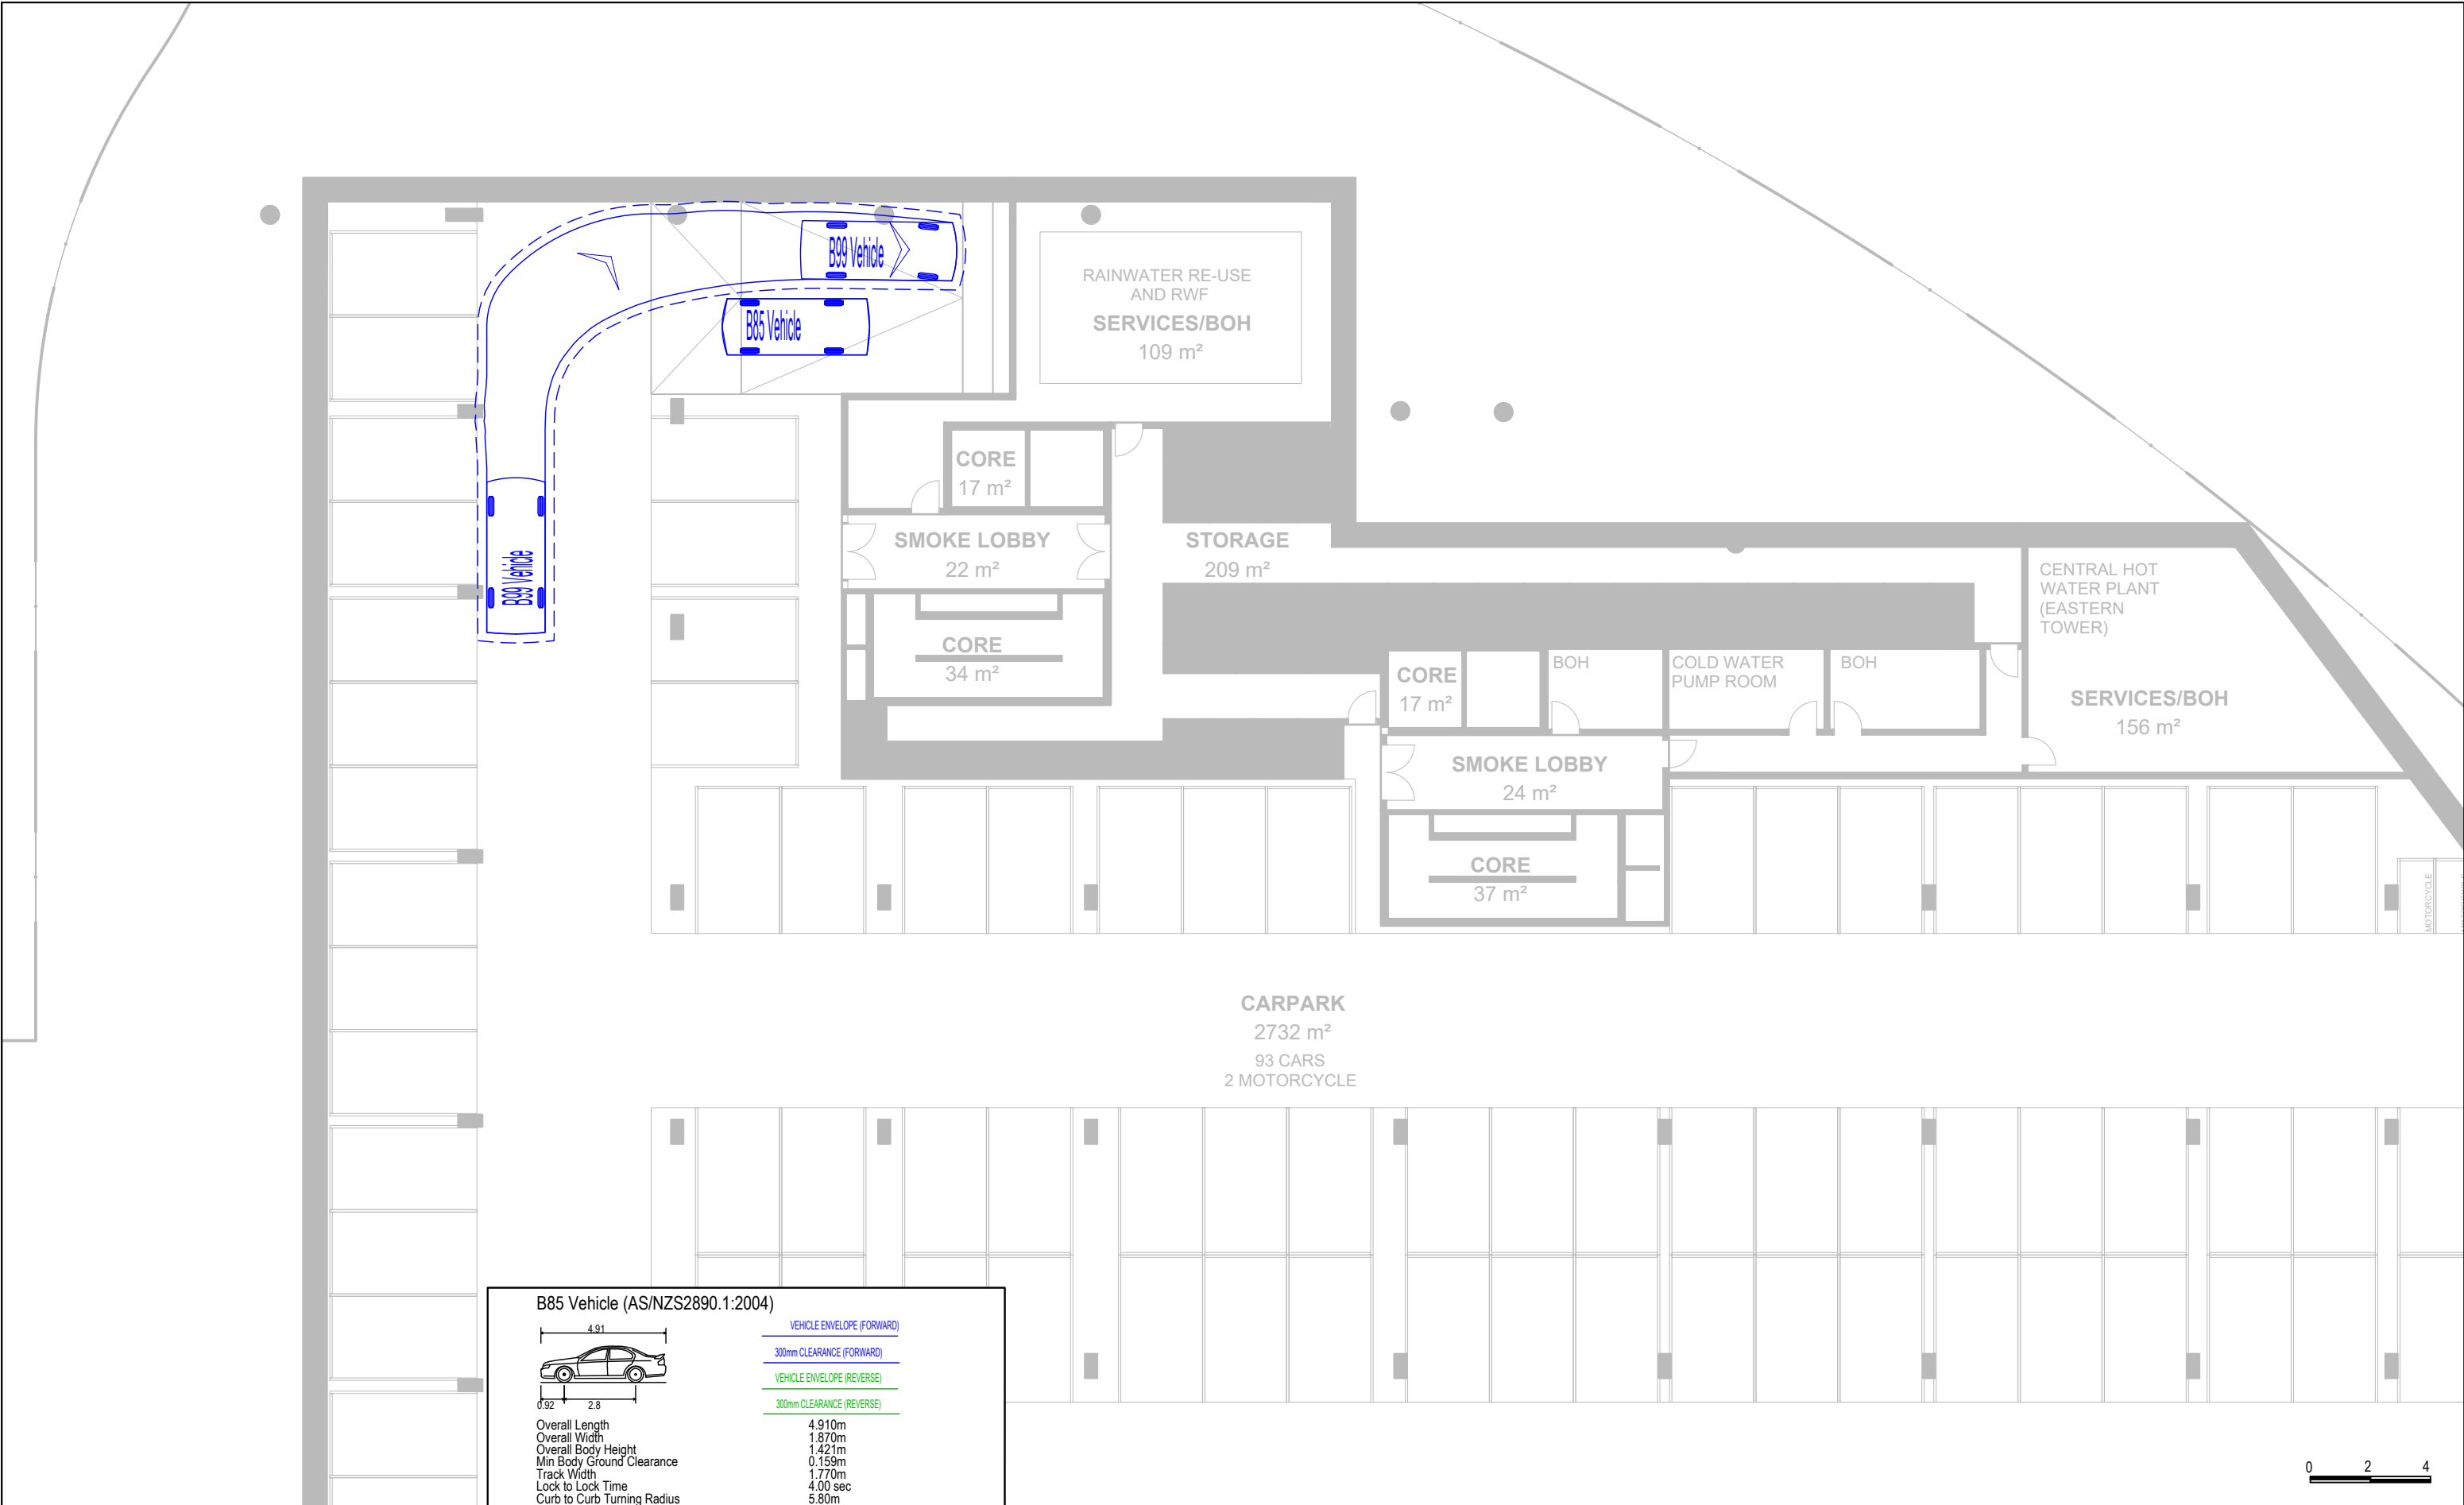 B99 Vehicle
B85 Vehicle
B99 Vehicle
RAINWATER RE-USE
AND RWF
SERVICES/BOH
109 m²
CORE
17 m²
SMOKE LOBBY
22 m²
STORAGE
209 m²
CORE
34 m²
CENTRAL HOT
WATER PLANT
(EASTERN
TOWER)
SERVICES/BOH
156 m²
CORE
17 m²
BOH
COLD WATER
PUMP ROOM
BOH
SMOKE LOBBY
24 m²
CORE
37 m²
MOTORCYCLE
CARPARK
2732 m²
93 CARS
2 MOTORCYCLE
B85 Vehicle (AS/NZS2890.1:2004)
4.91
0.92 2.8
VEHICLE ENVELOPE (FORWARD)
300mm CLEARANCE (FORWARD)
VEHICLE ENVELOPE (REVERSE)
300mm CLEARANCE (REVERSE)
Overall Length 4.910m
Overall Width 1.870m
Overall Body Height 1.421m
Min Body Ground Clearance 0.159m
Track Width 1.770m
Lock to Lock Time 4.00 sec
Curb to Curb Turning Radius 5.80m
0 2 4